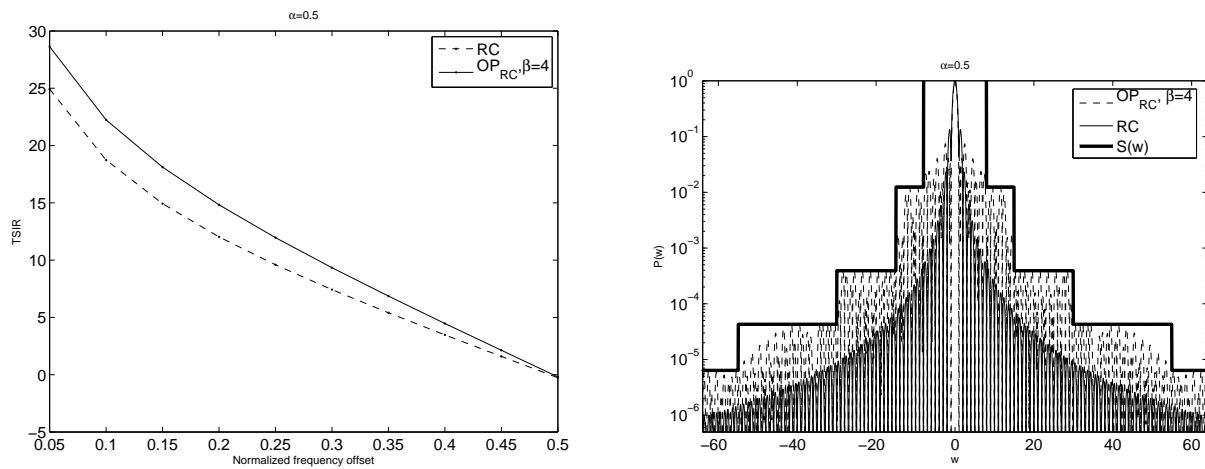 α=0.5
30
25
20
15
10
5
0
−5
TSIR
0.05 0.1 0.15 0.2 0.25 0.3 0.35 0.4 0.45 0.5
Normalized frequency offset
RC
OP_RC,β=4
α=0.5
10^0
10^−1
10^−2
10^−3
10^−4
10^−5
10^−6
P(w)
−60 −40 −20 0 20 40 60
w
OP_RC, β=4
RC
S(w)